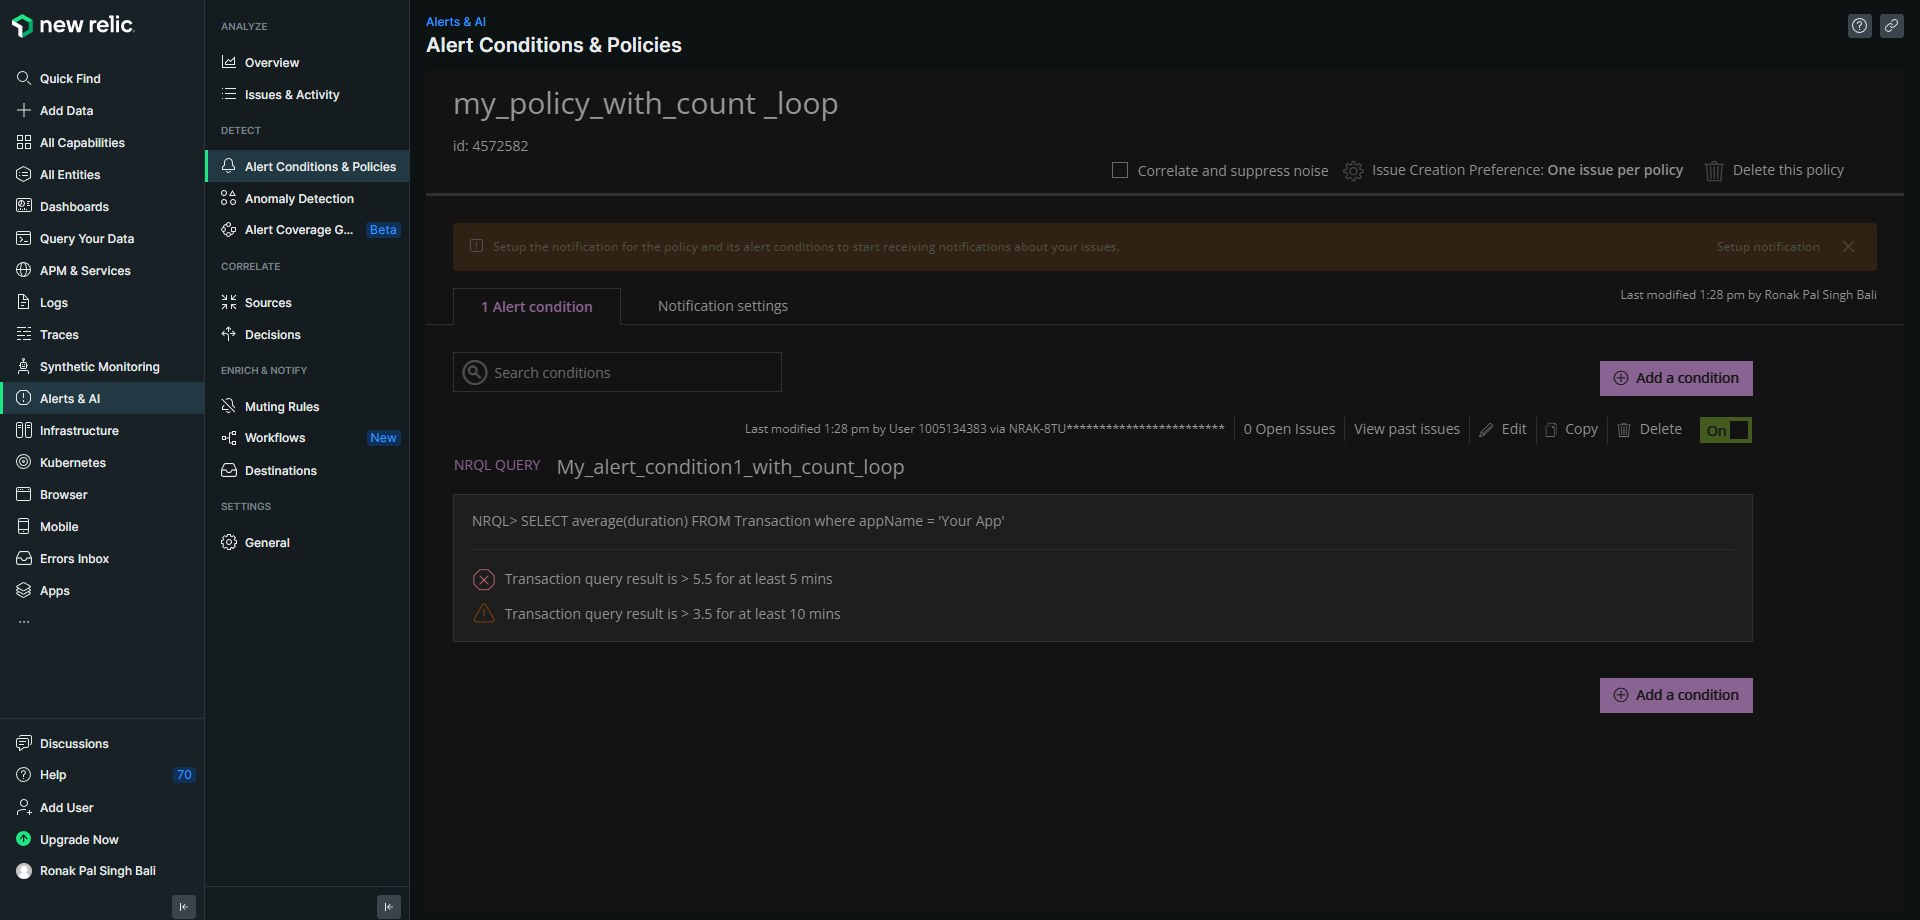 new relic.
Quick Find
Add Data
All Capabilities
All Entities
Dashboards
Query Your Data
APM & Services
Logs
Traces
Synthetic Monitoring
Alerts & AI
Infrastructure
Kubernetes
Browser
Mobile
Errors Inbox
Apps
...
Discussions
Help 70
Add User
Upgrade Now
Ronak Pal Singh Bali
ANALYZE
Overview
Issues & Activity
DETECT
Alert Conditions & Policies
Anomaly Detection
Alert Coverage G... Beta
CORRELATE
Sources
Decisions
ENRICH & NOTIFY
Muting Rules
Workflows New
Destinations
SETTINGS
General
Alerts & AI
Alert Conditions & Policies
my_policy_with_count _loop
id: 4572582
Correlate and suppress noise Issue Creation Preference: One issue per policy Delete this policy
Setup the notification for the policy and its alert conditions to start receiving notifications about your issues. Setup notification
1 Alert condition Notification settings Last modified 1:28 pm by Ronak Pal Singh Bali
Search conditions
Add a condition
Last modified 1:28 pm by User 1005134383 via NRAK-8TU************************ 0 Open Issues View past issues Edit Copy Delete On
NRQL QUERY My_alert_condition1_with_count_loop
NRQL> SELECT average(duration) FROM Transaction where appName = 'Your App'
Transaction query result is > 5.5 for at least 5 mins
Transaction query result is > 3.5 for at least 10 mins
Add a condition